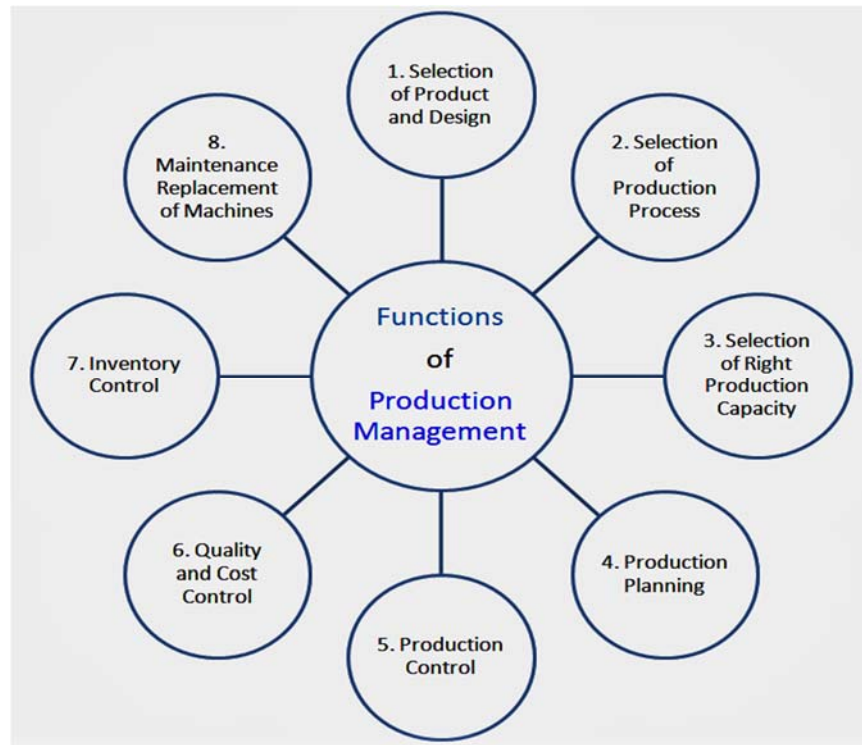 1. Selection
of Product
and Design
2. Selection
of
Production
Process
3. Selection
of Right
Production
Capacity
4. Production
Planning
5. Production
Control
6. Quality
and Cost
Control
7. Inventory
Control
8.
Maintenance
Replacement
of Machines
Functions
of
Production
Management